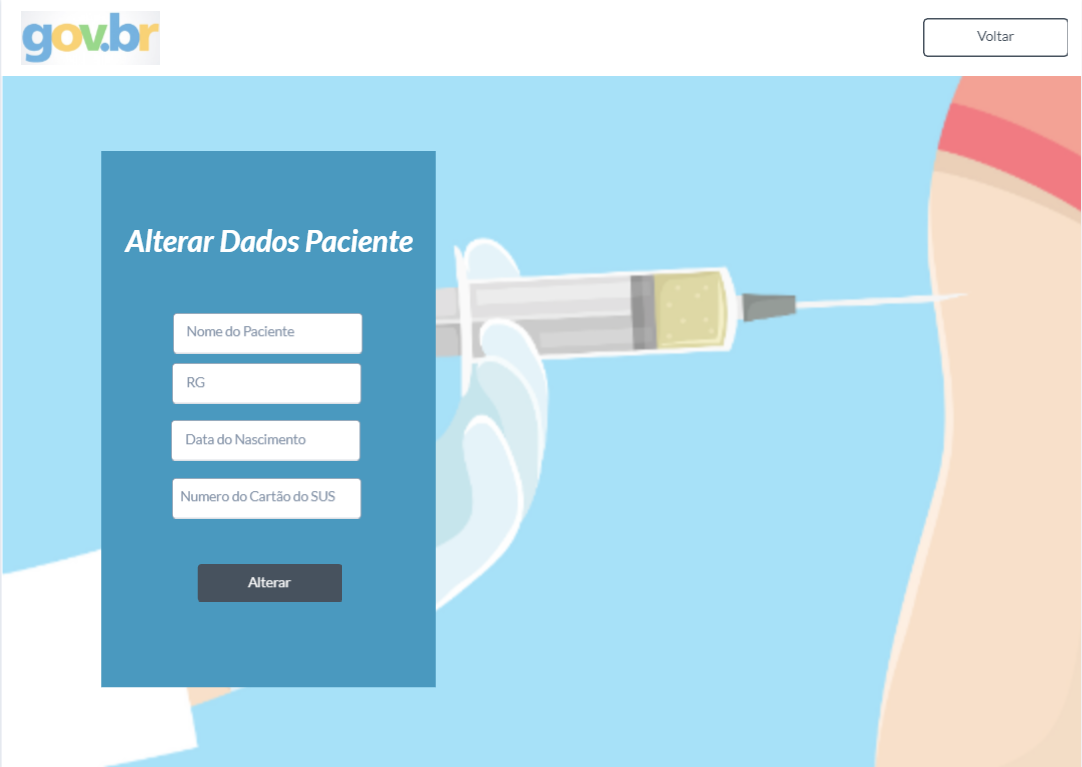 gov.br
Voltar
Alterar Dados Paciente
Nome do Paciente
RG
Data do Nascimento
Numero do Cartão do SUS
Alterar